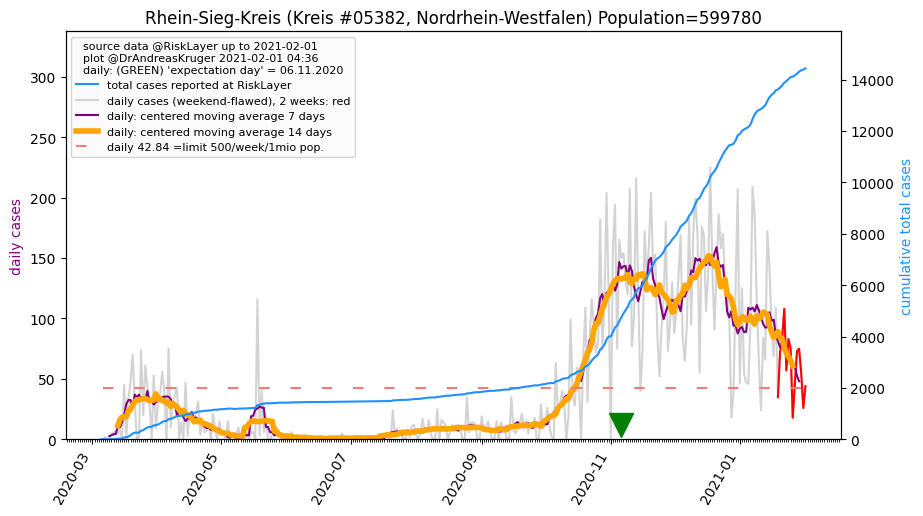 Rhein-Sieg-Kreis (Kreis #05382, Nordrhein-Westfalen) Population=599780
source data @RiskLayer up to 2021-02-01
plot @DrAndreasKruger 2021-02-01 04:36
daily: (GREEN) 'expectation day' = 06.11.2020
total cases reported at RiskLayer
daily cases (weekend-flawed), 2 weeks: red
daily: centered moving average 7 days
daily: centered moving average 14 days
daily 42.84 =limit 500/week/1mio pop.
daily cases
300
250
200
150
100
50
0
cumulative total cases
14000
12000
10000
8000
6000
4000
2000
0
2020-03
2020-05
2020-07
2020-09
2020-11
2021-01